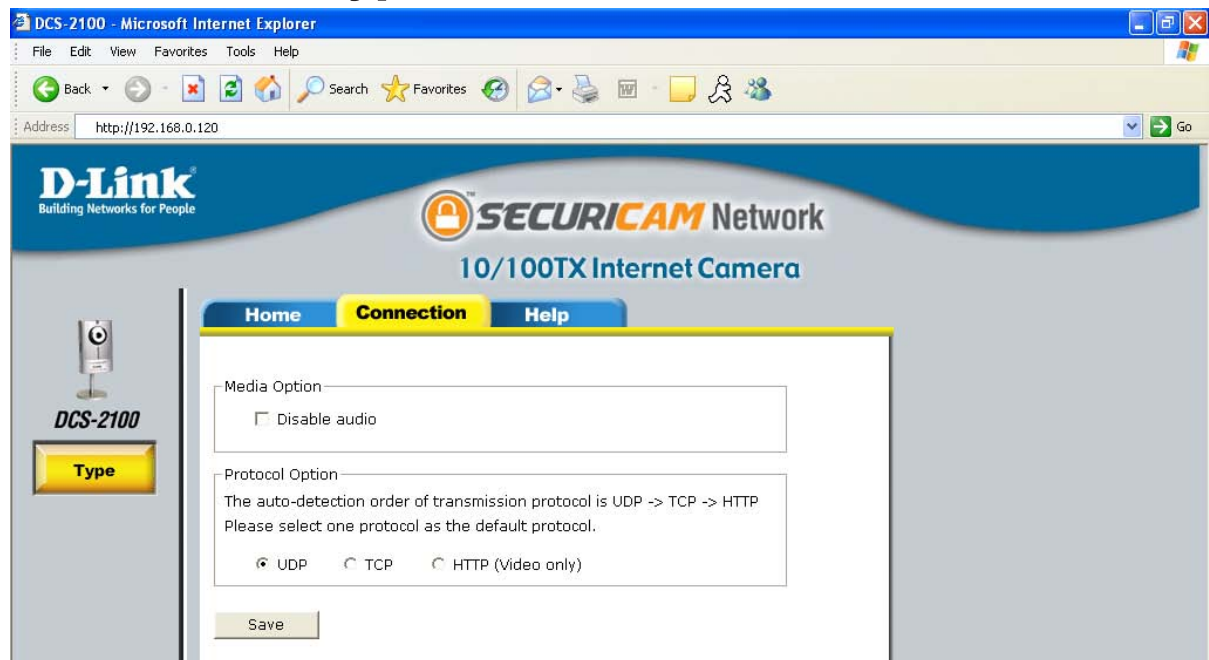 DCS-2100 - Microsoft Internet Explorer
File Edit View Favorites Tools Help
Back Search Favorites
Address http://192.168.0.120 Go
D-Link
Building Networks for People
SECURICAM Network
10/100TX Internet Camera
Home Connection Help
Media Option
Disable audio
DCS-2100
Type
Protocol Option
The auto-detection order of transmission protocol is UDP -> TCP -> HTTP
Please select one protocol as the default protocol.
UDP TCP HTTP (Video only)
Save